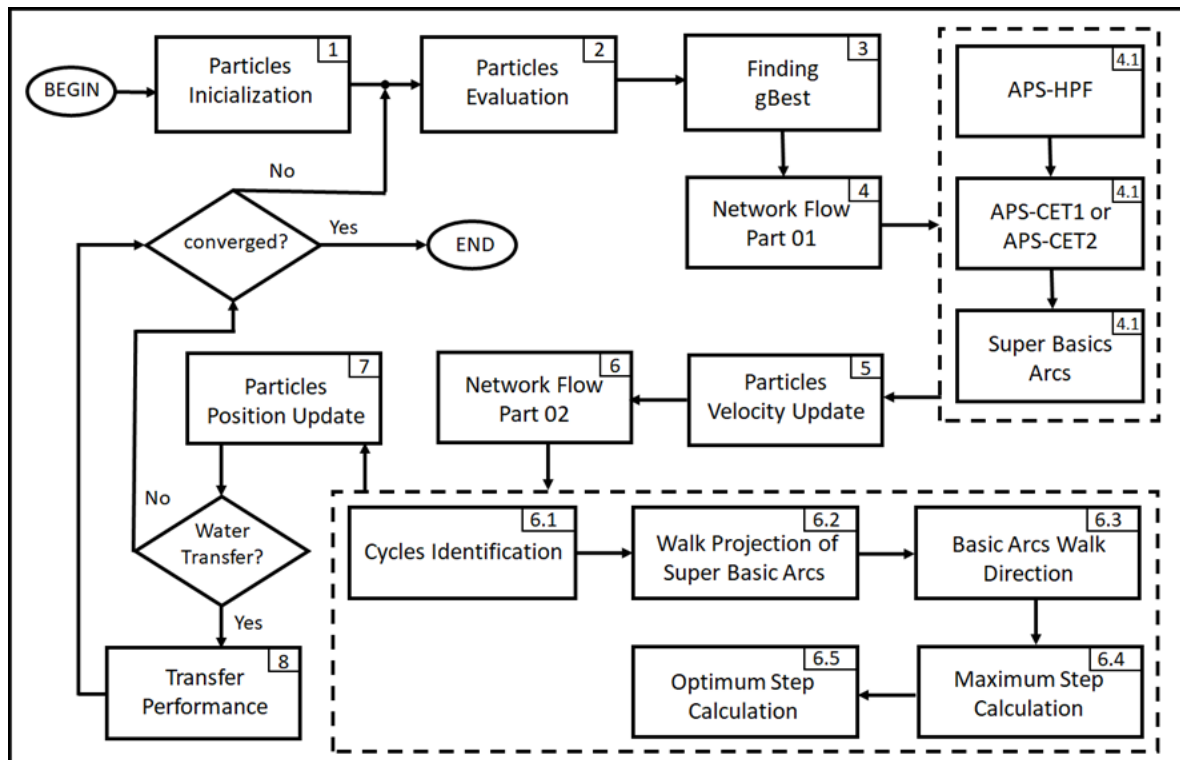 BEGIN
1
Particles
Inicialization
2
Particles
Evaluation
3
Finding
gBest
4.1
APS-HPF
No
converged?
Yes
END
4
Network Flow
Part 01
4.1
APS-CET1 or
APS-CET2
4.1
Super Basics
Arcs
7
Particles
Position Update
6
Network Flow
Part 02
5
Particles
Velocity Update
No
Water
Transfer?
Yes
6.1
Cycles Identification
6.2
Walk Projection of
Super Basic Arcs
6.3
Basic Arcs Walk
Direction
8
Transfer
Performance
6.5
Optimum Step
Calculation
6.4
Maximum Step
Calculation